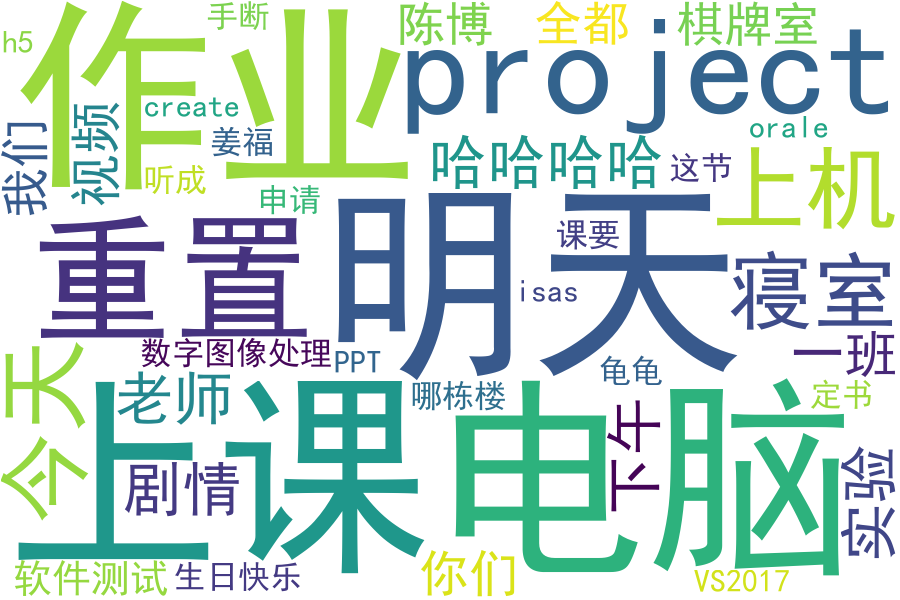 手断
陈博
全都
棋牌室
h5
作业
project
create
视频
我们
姜福
哈哈哈哈
orale
听成
申请
这节
上机
重置
明天
课要
寝室
isas
数字图像处理
PPT
一班
今天
老师
哪栋楼
龟龟
定书
上课
电脑
下午
剧情
实验
软件测试
生日快乐
你们
VS2017